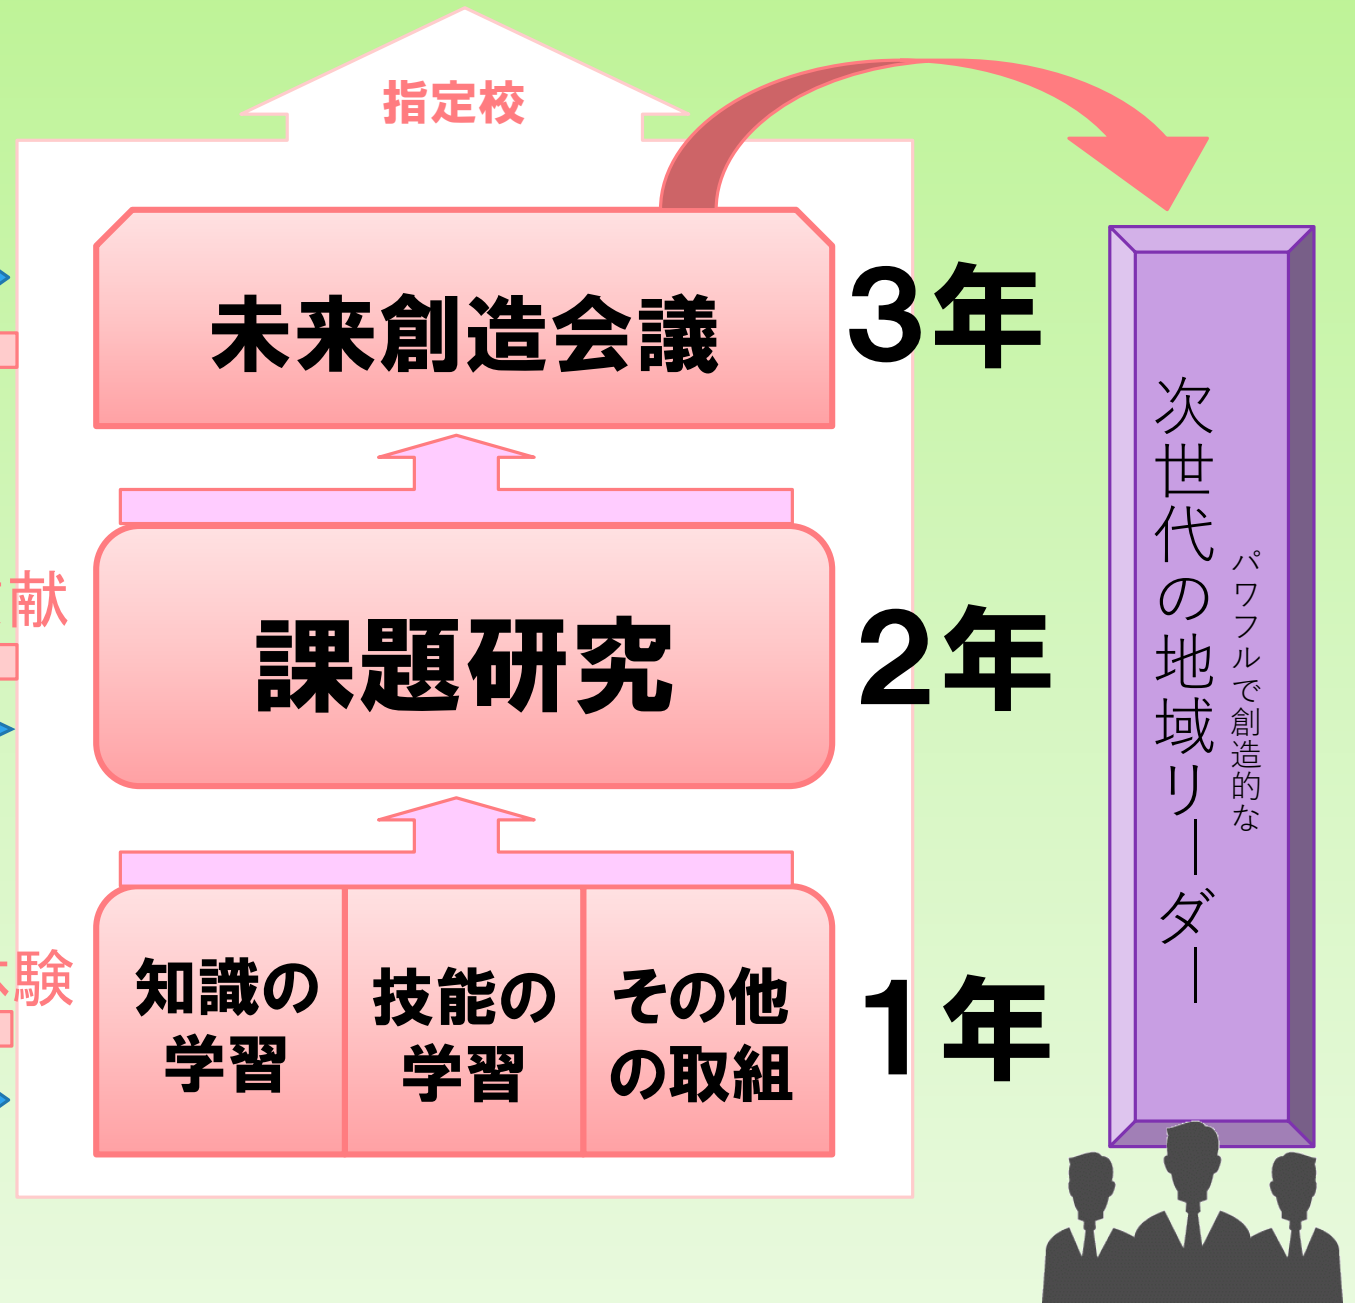 指定校
未来創造会議
3年
献
課題研究
2年
験
知識の
学習
技能の
学習
その他
の取組
1年
パワフルで創造的な
次世代の地域リーダー